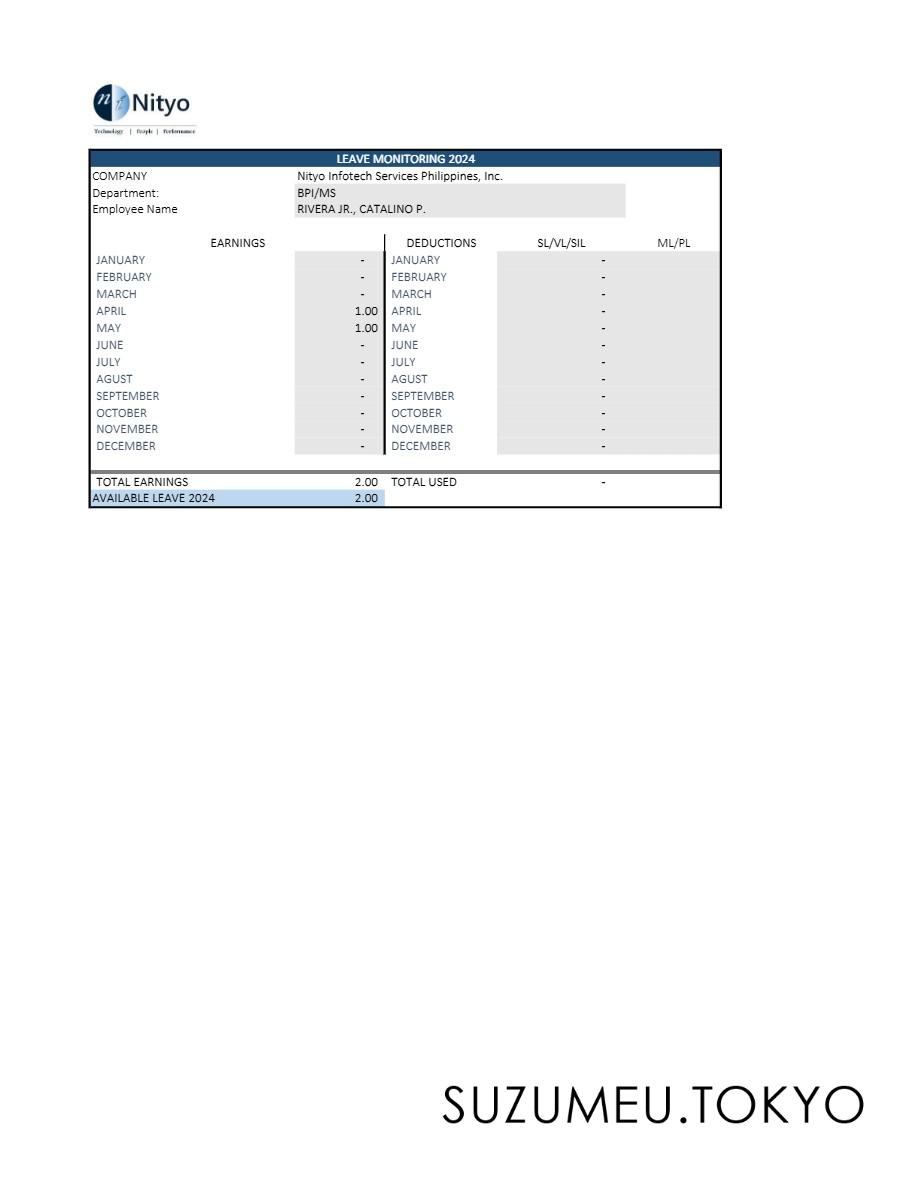 ni Nityo
Technology | People | Performance
LEAVE MONITORING 2024
COMPANY Nityo Infotech Services Philippines, Inc.
Department: BPI/MS
Employee Name RIVERA JR., CATALINO P.
EARNINGS DEDUCTIONS SL/VL/SIL ML/PL
JANUARY - JANUARY -
FEBRUARY - FEBRUARY -
MARCH - MARCH -
APRIL 1.00 APRIL -
MAY 1.00 MAY -
JUNE - JUNE -
JULY - JULY -
AGUST - AGUST -
SEPTEMBER - SEPTEMBER -
OCTOBER - OCTOBER -
NOVEMBER - NOVEMBER -
DECEMBER - DECEMBER -
TOTAL EARNINGS 2.00 TOTAL USED -
AVAILABLE LEAVE 2024 2.00
SUZUMEU.TOKYO